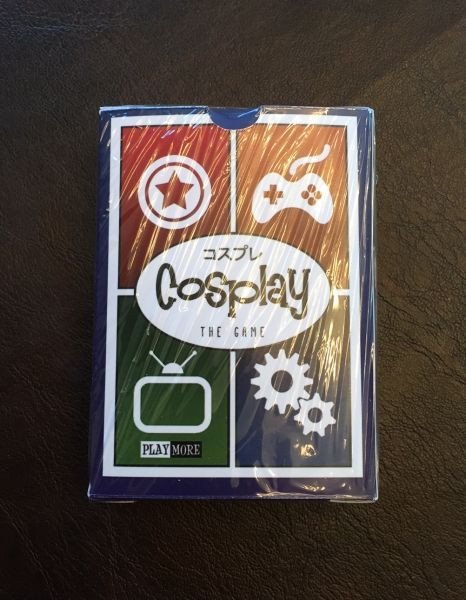 コスプレ
Cosplay
THE GAME
PLAY MORE